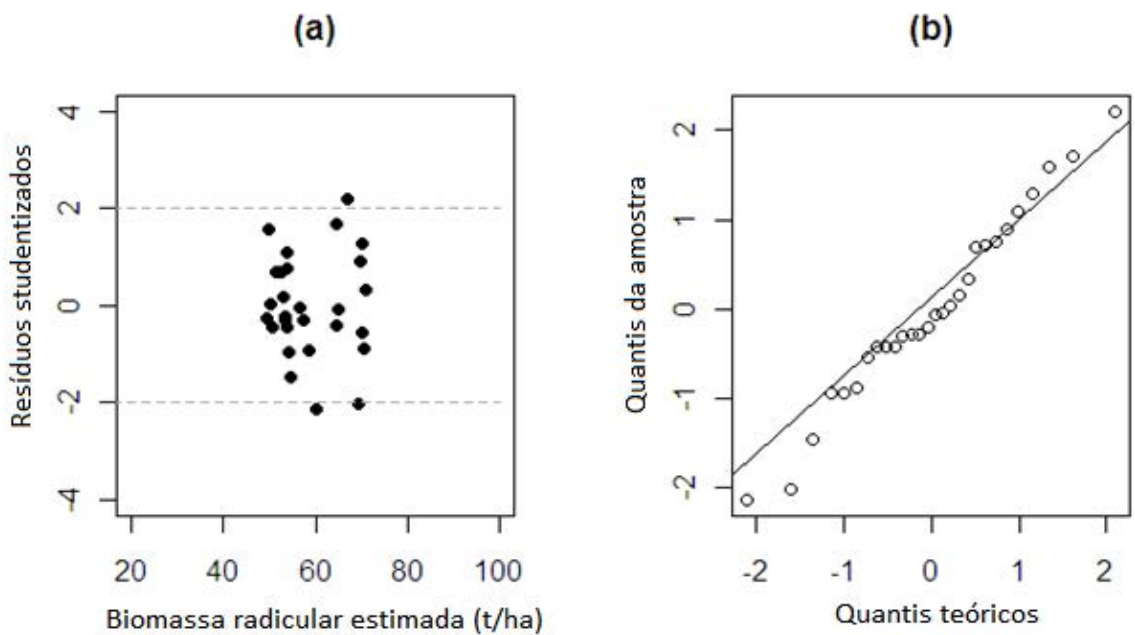 (a)
Resíduos studentizados
4
2
0
-2
-4
20 40 60 80 100
Biomassa radicular estimada (t/ha)
(b)
Quantis da amostra
2
1
0
-1
-2
-2 -1 0 1 2
Quantis teóricos